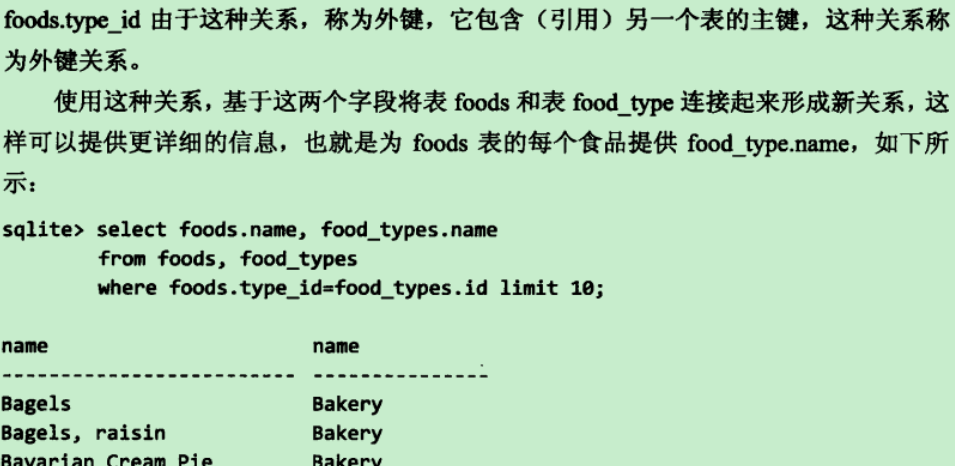 foods.type_id 由于这种关系，称为外键，它包含（引用）另一个表的主键，这种关系称
为外键关系。
使用这种关系，基于这两个字段将表 foods 和表 food_type 连接起来形成新关系，这
样可以提供更详细的信息，也就是为 foods 表的每个食品提供 food_type.name，如下所
示：
sqlite> select foods.name, food_types.name
from foods, food_types
where foods.type_id=food_types.id limit 10;
name name
------------------------- ---------------
Bagels Bakery
Bagels, raisin Bakery
Bavarian Cream Pie Bakery